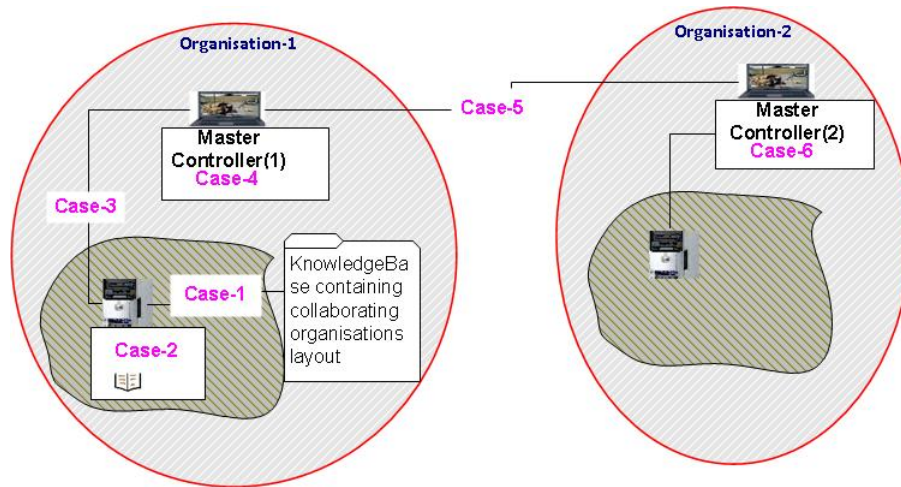 Organisation-1
Organisation-2
Case-5
Master
Controller(1)
Case-4
Master
Controller(2)
Case-6
Case-3
Case-1
KnowledgeBa
se containing
collaborating
organisations
layout
Case-2